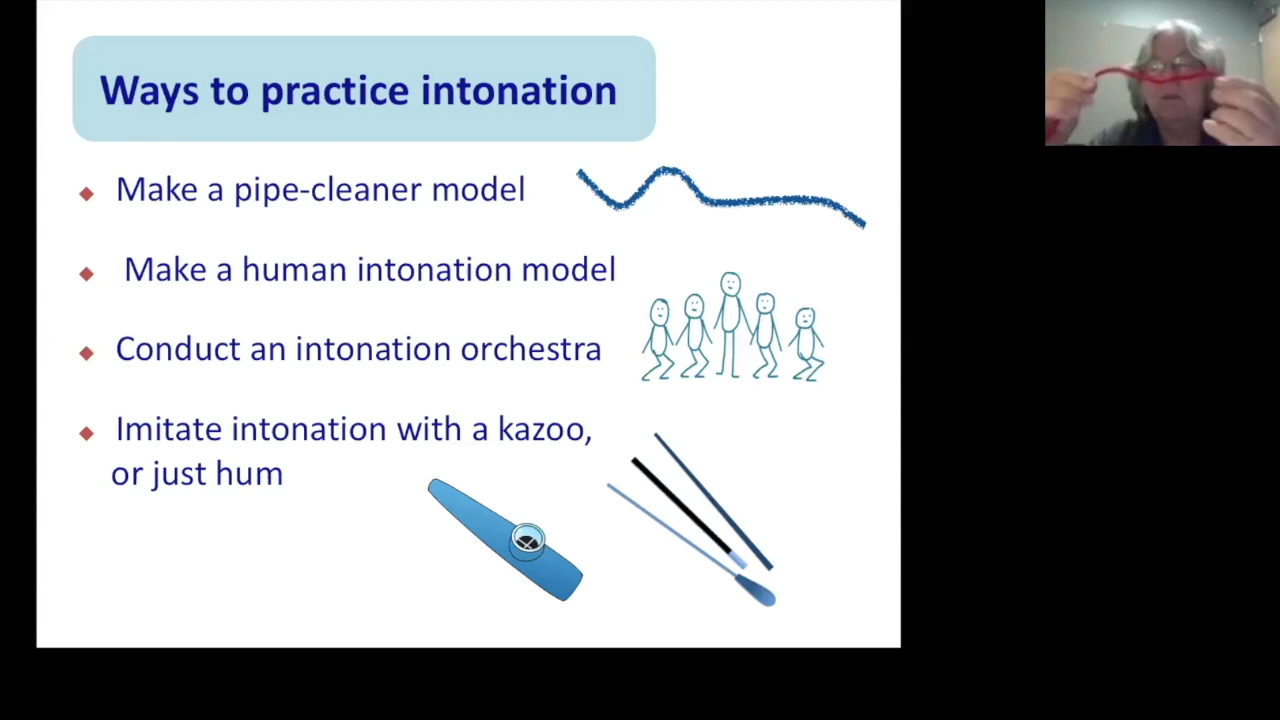 Ways to practice intonation
Make a pipe-cleaner model
Make a human intonation model
Conduct an intonation orchestra
Imitate intonation with a kazoo,
or just hum